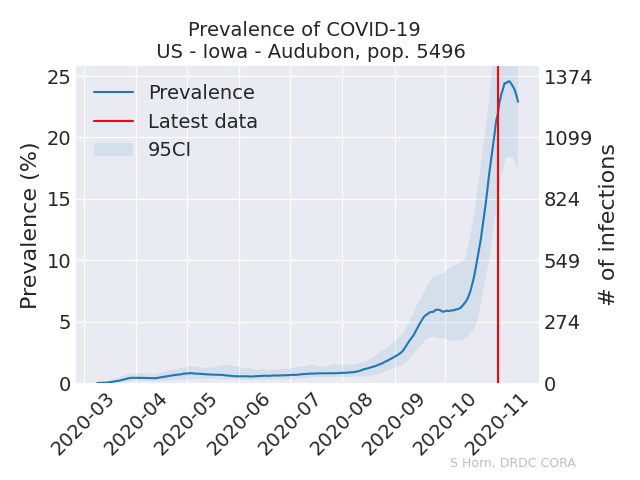 Prevalence of COVID-19
US - Iowa - Audubon, pop. 5496
Prevalence
Latest data
95CI
Prevalence (%)
25
20
15
10
5
0
1374
1099
824
549
274
0
# of infections
2020-03
2020-04
2020-05
2020-06
2020-07
2020-08
2020-09
2020-10
2020-11
S Horn, DRDC CORA